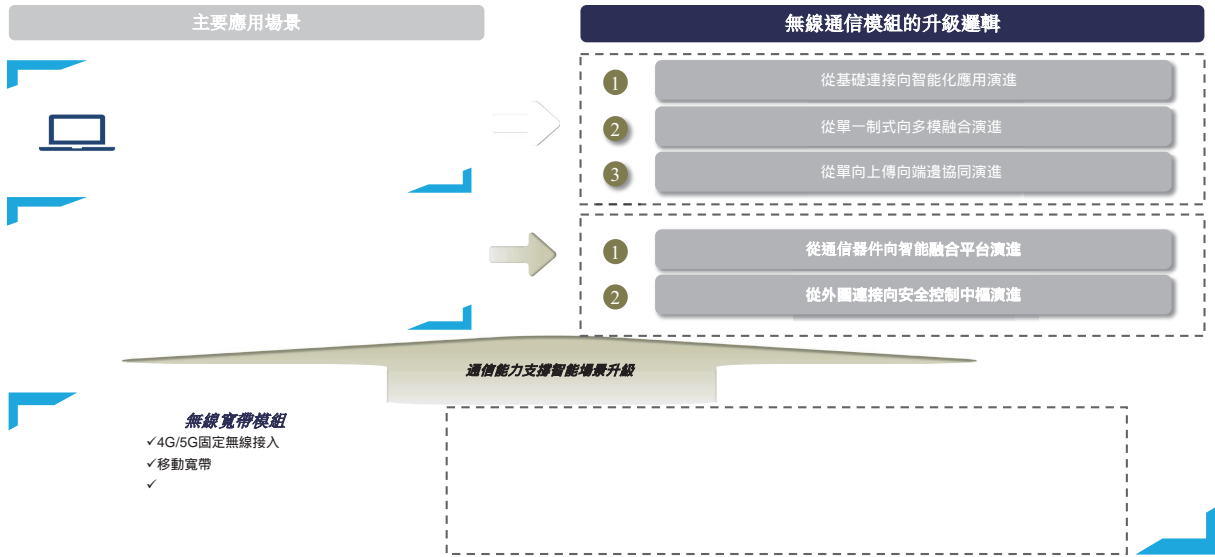 主要應用場景
無線通信模組的升級邏輯
1
從基礎連接向智能化應用演進
2
從單一制式向多模融合演進
3
從單向上傳向端邊協同演進
1
從通信器件向智能融合平台演進
2
從外圍連接向安全控制中樞演進
通信能力支撐智能場景升級
無線寬帶模組
✓4G/5G固定無線接入
✓移動寬帶
✓